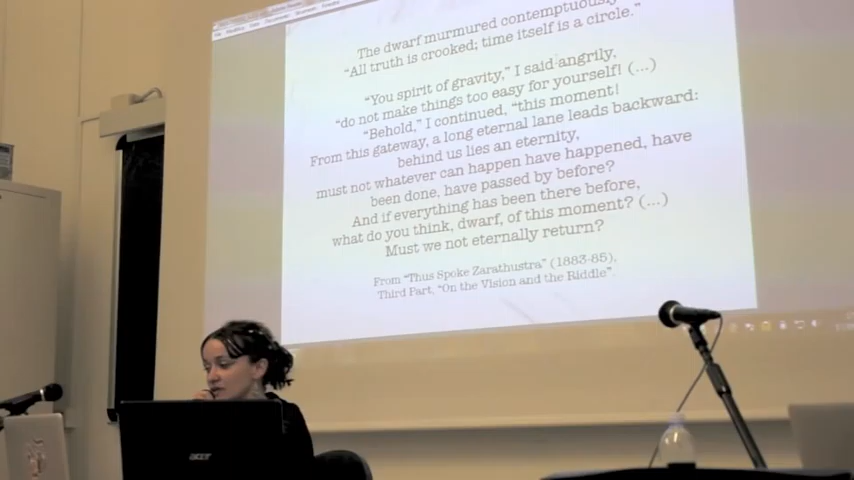 The dwarf murmured contemptuously
"All truth is crooked; time itself is a circle."
"You spirit of gravity," I said angrily,
"do not make things too easy for yourself! (...)
"Behold," I continued, "this moment!
From this gateway, a long eternal lane leads backward:
behind us lies an eternity,
must not whatever can happen have happened, have
been done, have passed by before?
And if everything has been there before,
what do you think, dwarf, of this moment? (...)
Must we not eternally return?
From "Thus Spoke Zarathustra" (1883-85),
Third Part, "On the Vision and the Riddle".
acer